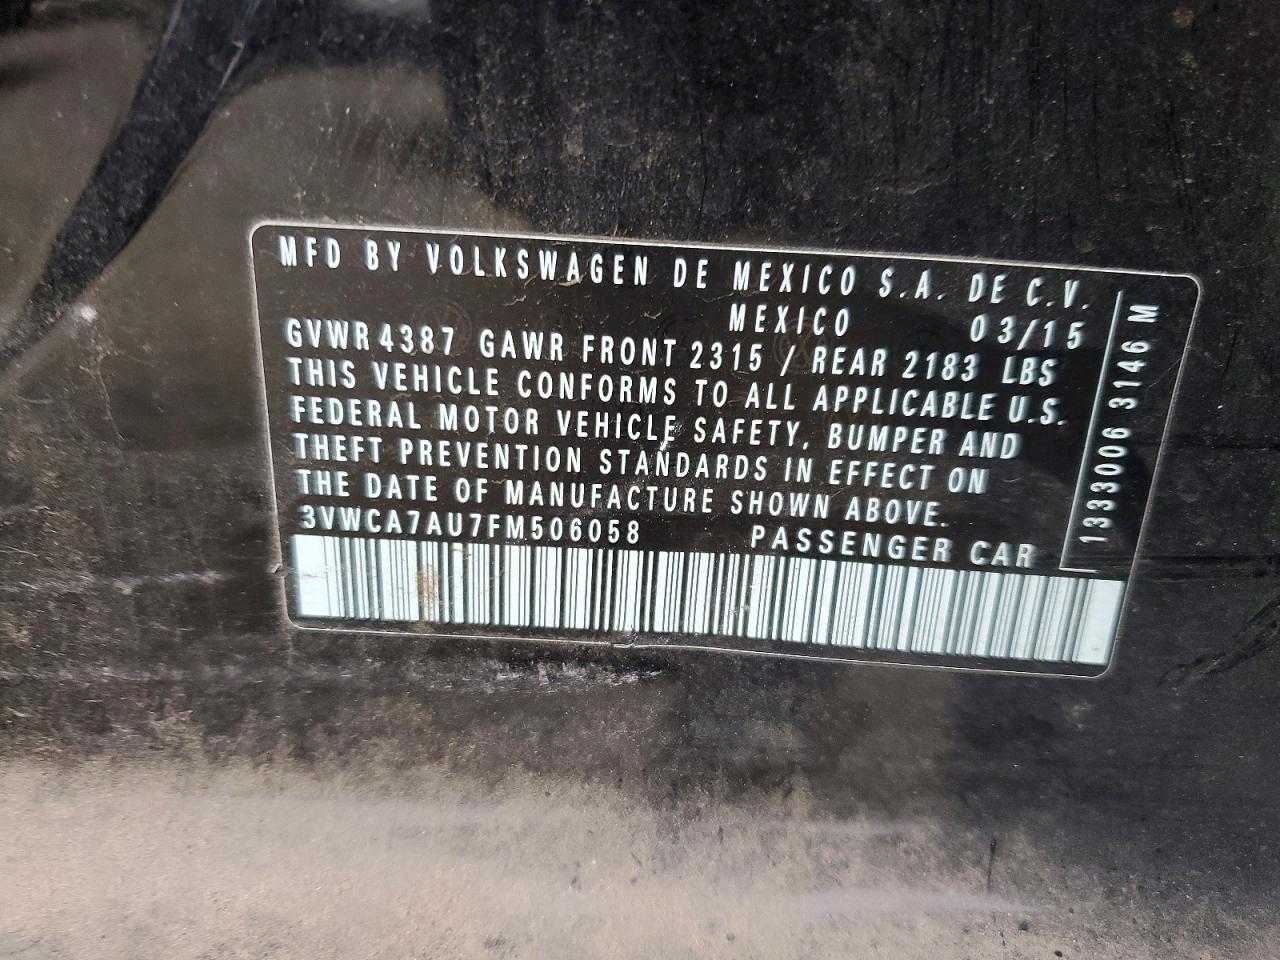 MFD BY VOLKSWAGEN DE MEXICO S.A. DE C.V.
MEXICO 03/15
GVWR 4387 GAWR FRONT 2315 / REAR 2183 LBS
THIS VEHICLE CONFORMS TO ALL APPLICABLE U.S.
FEDERAL MOTOR VEHICLE SAFETY, BUMPER AND
THEFT PREVENTION STANDARDS IN EFFECT ON
THE DATE OF MANUFACTURE SHOWN ABOVE.
3VWCA7AU7FM506058 PASSENGER CAR
1333006 3146 M